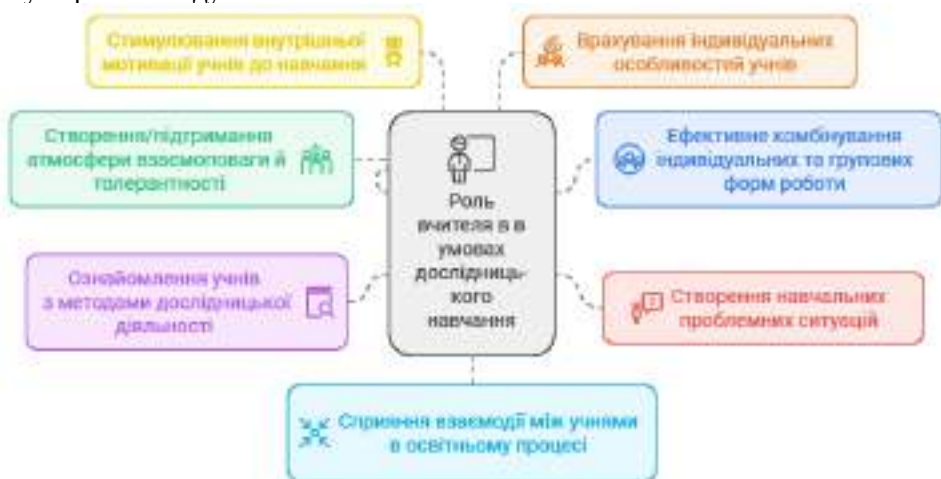 Стимулювання внутрішньої
мотивації учнів до навчання
Врахування індивідуальних
особливостей учнів
Створення/підтримання
атмосфери взаємоповаги й
толерантності
Ефективне комбінування
індивідуальних та групових
форм роботи
Роль
вчителя в в
умовах
дослідниць-
кого
навчання
Ознайомлення учнів
з методами дослідницької
діяльності
Створення навчальних
проблемних ситуацій
Сприяння взаємодії між учнями
в освітньому процесі